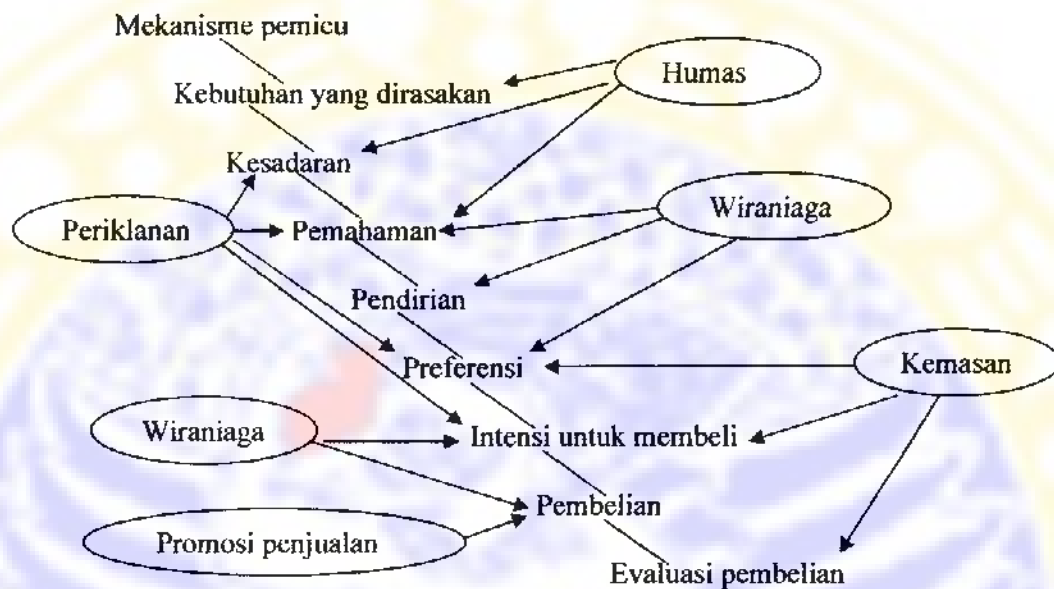 Mekanisme pemicu
Humas
Kebutuhan yang dirasakan
Kesadaran
Wiraniaga
Periklanan
Pemahaman
Pendirian
Preferensi
Kemasan
Wiraniaga
Intensi untuk membeli
Pembelian
Promosi penjualan
Evaluasi pembelian